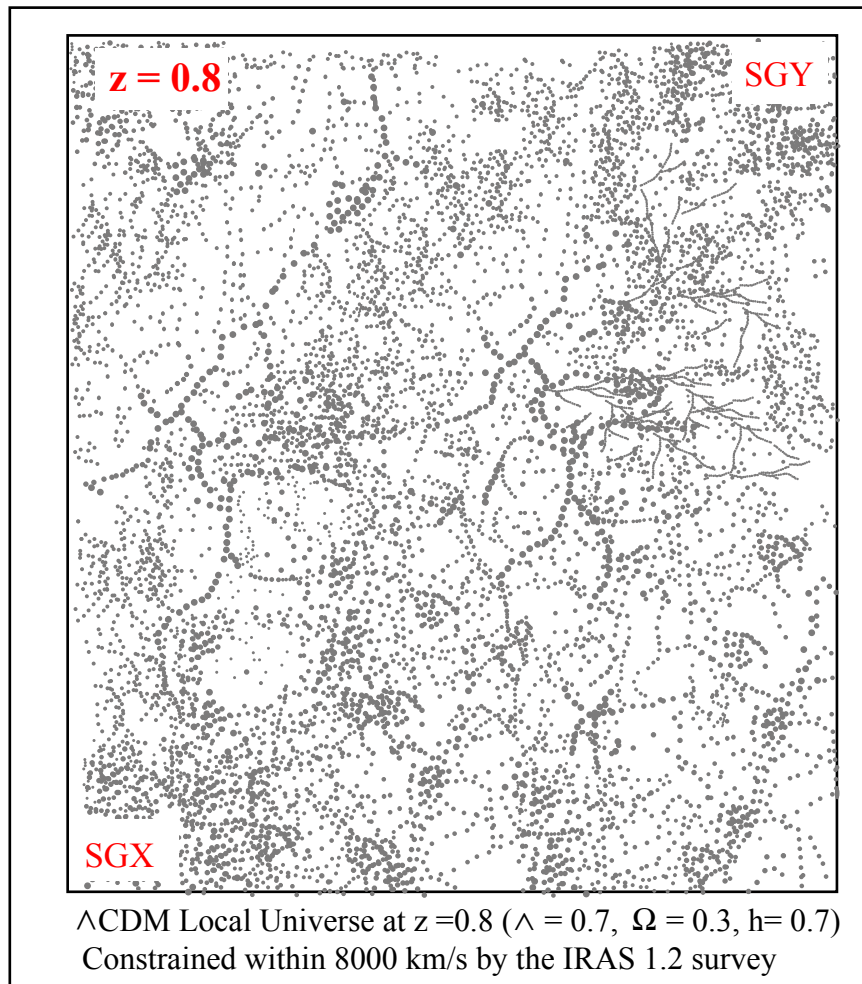 z = 0.8
SGY
SGX
∧CDM Local Universe at z =0.8 (∧ = 0.7, Ω = 0.3, h= 0.7)
Constrained within 8000 km/s by the IRAS 1.2 survey